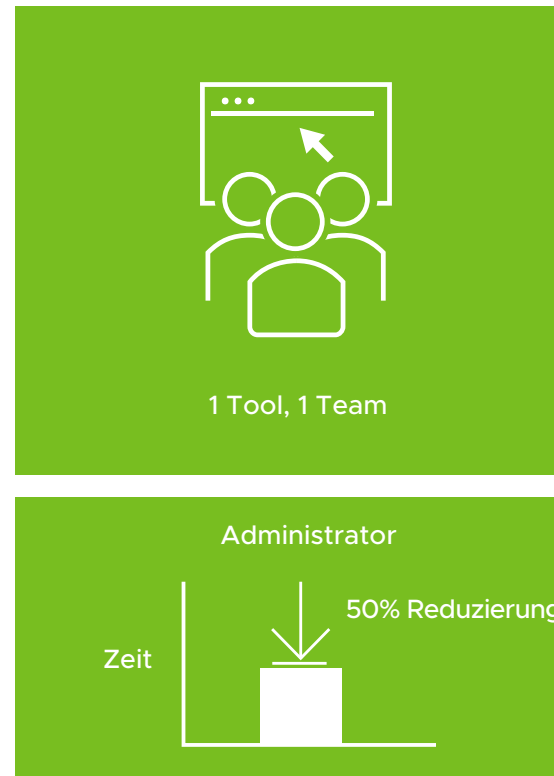 1 Tool, 1 Team
Administrator
50% Reduzierung
Zeit